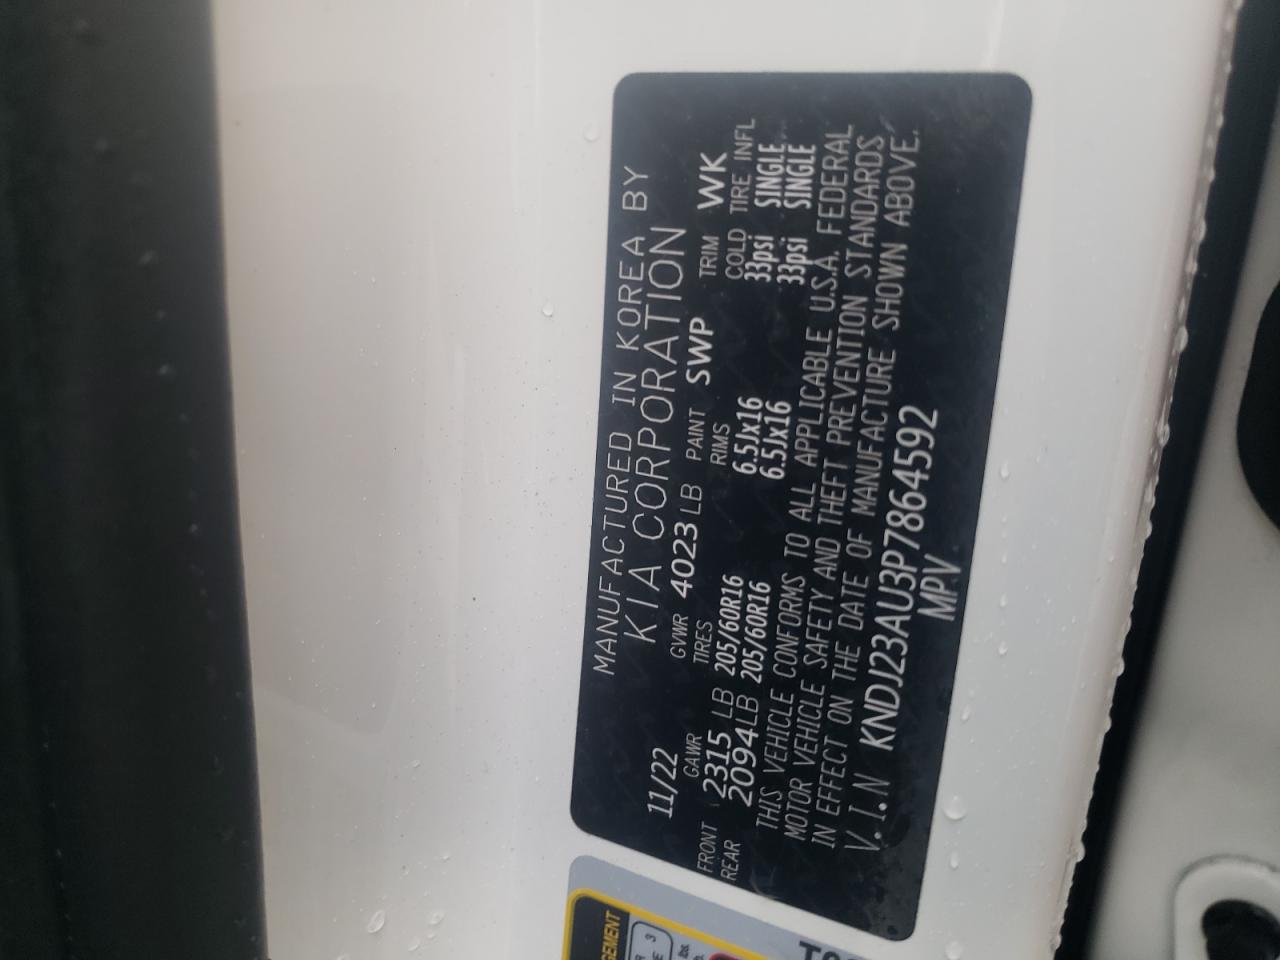 MANUFACTURED IN KOREA BY
11/22 KIA CORPORATION
GAWR GVWR 4023 LB PAINT SWP TRIM WK
TIRES RIMS COLD TIRE INFL
FRONT 2315 LB 205/60R16 6.5Jx16 33psi SINGLE
REAR 2094LB 205/60R16 6.5Jx16 33psi SINGLE
THIS VEHICLE CONFORMS TO ALL APPLICABLE U.S.A. FEDERAL
MOTOR VEHICLE SAFETY AND THEFT PREVENTION STANDARDS
IN EFFECT ON THE DATE OF MANUFACTURE SHOWN ABOVE.
V.I.N KNDJ23AU3P7864592
MPV